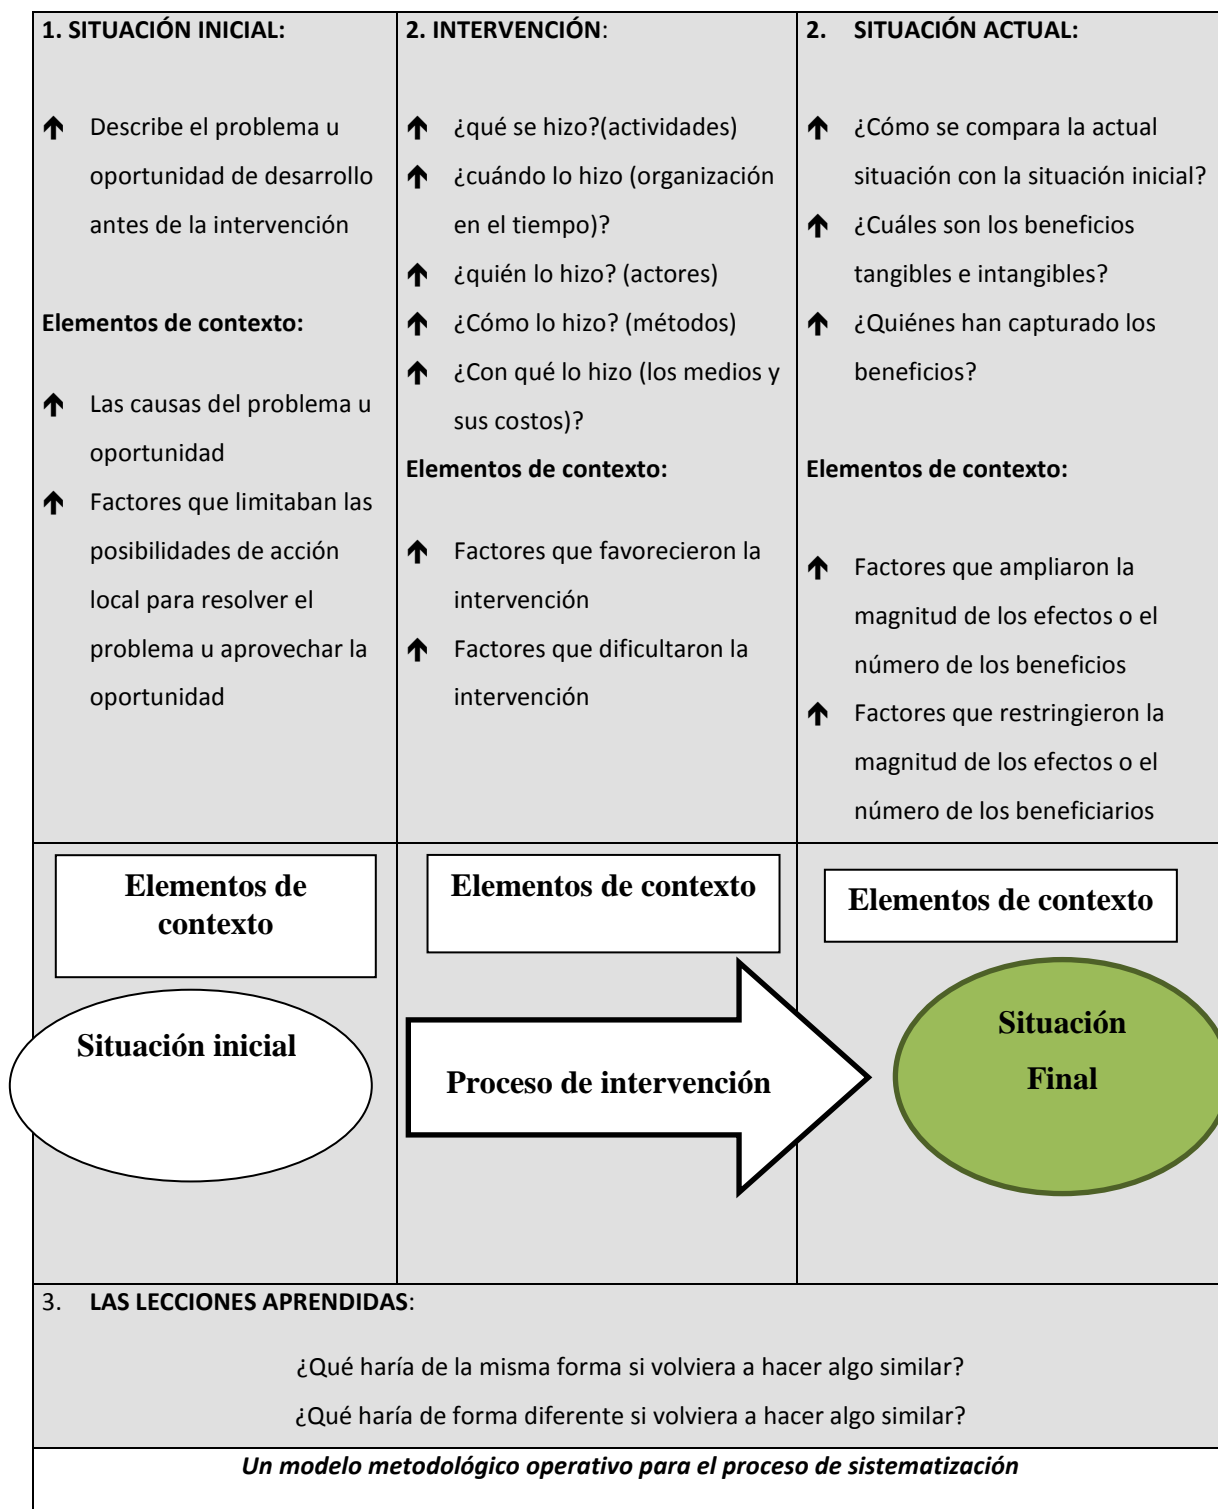 1. SITUACIÓN INICIAL:
Describe el problema u
oportunidad de desarrollo
antes de la intervención
Elementos de contexto:
Las causas del problema u
oportunidad
Factores que limitaban las
posibilidades de acción
local para resolver el
problema u aprovechar la
oportunidad
2. INTERVENCIÓN:
¿qué se hizo?(actividades)
¿cuándo lo hizo (organización
en el tiempo)?
¿quién lo hizo? (actores)
¿Cómo lo hizo? (métodos)
¿Con qué lo hizo (los medios y
sus costos)?
Elementos de contexto:
Factores que favorecieron la
intervención
Factores que dificultaron la
intervención
2. SITUACIÓN ACTUAL:
¿Cómo se compara la actual
situación con la situación inicial?
¿Cuáles son los beneficios
tangibles e intangibles?
¿Quiénes han capturado los
beneficios?
Elementos de contexto:
Factores que ampliaron la
magnitud de los efectos o el
número de los beneficios
Factores que restringieron la
magnitud de los efectos o el
número de los beneficiarios
Elementos de
contexto
Situación inicial
Elementos de contexto
Proceso de intervención
Elementos de contexto
Situación
Final
3. LAS LECCIONES APRENDIDAS:
¿Qué haría de la misma forma si volviera a hacer algo similar?
¿Qué haría de forma diferente si volviera a hacer algo similar?
Un modelo metodológico operativo para el proceso de sistematización